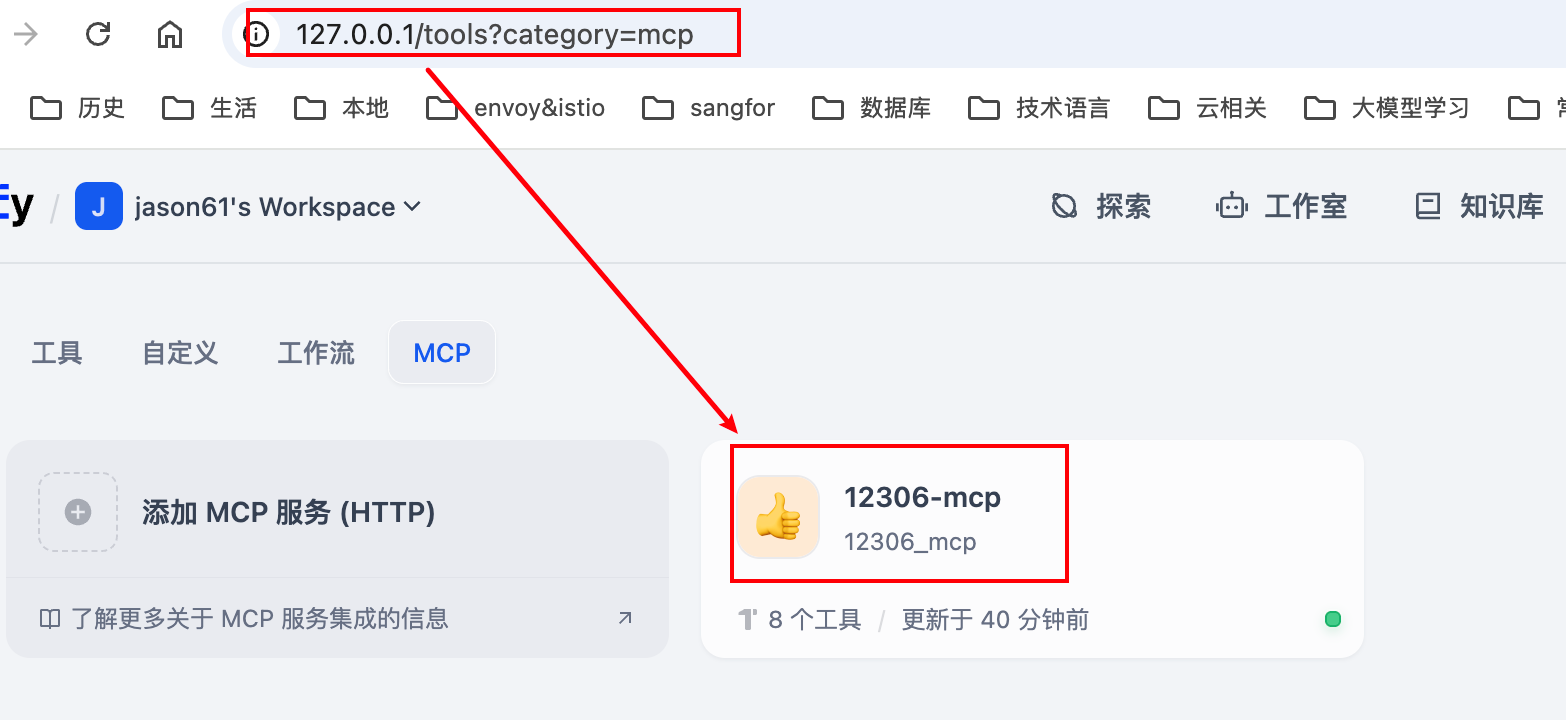 127.0.0.1/tools?category=mcp
历史 生活 本地 envoy&istio sangfor 数据库 技术语言 云相关 大模型学习
y / J jason61's Workspace 探索 工作室 知识库
工具 自定义 工作流 MCP
添加 MCP 服务 (HTTP)
了解更多关于 MCP 服务集成的信息
12306-mcp
12306_mcp
8 个工具 / 更新于 40 分钟前